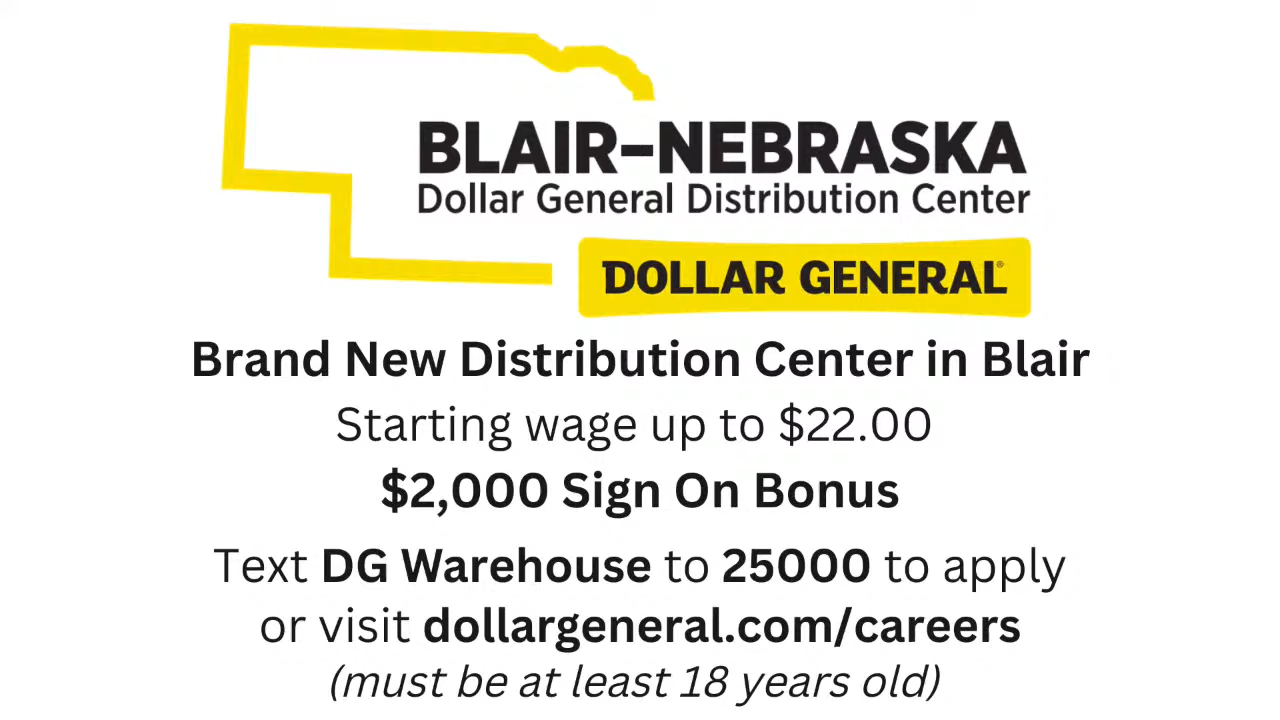 BLAIR–NEBRASKA
Dollar General Distribution Center
DOLLAR GENERAL®
Brand New Distribution Center in Blair
Starting wage up to $22.00
$2,000 Sign On Bonus
Text DG Warehouse to 25000 to apply
or visit dollargeneral.com/careers
(must be at least 18 years old)